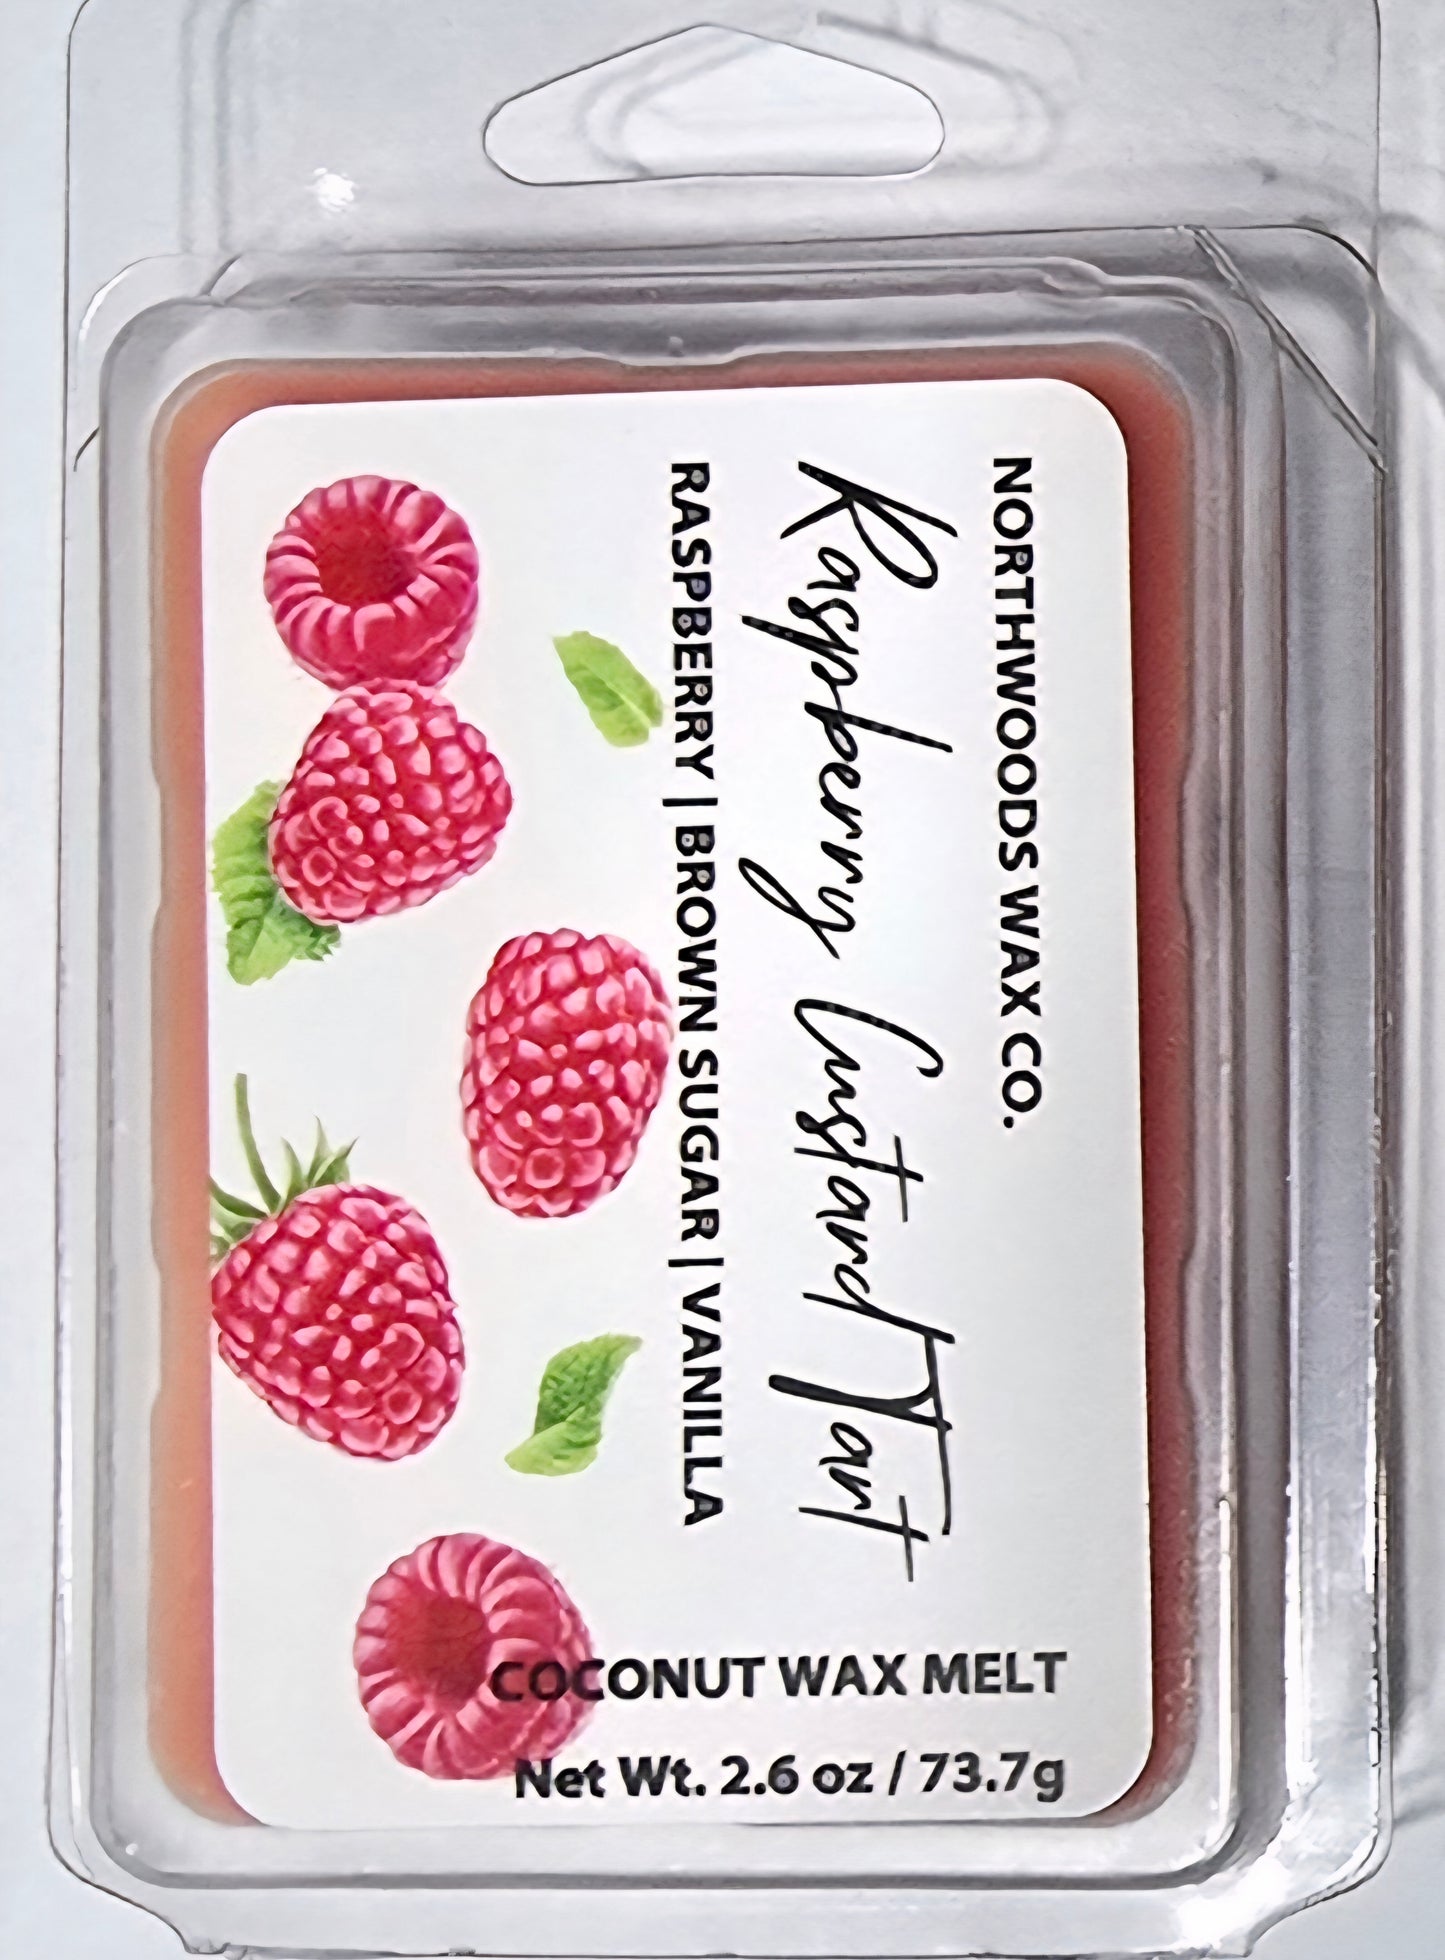 NORTHWOODS WAX CO.
Raspberry Custard Tart
RASPBERRY | BROWN SUGAR | VANILLA
COCONUT WAX MELT
Net Wt. 2.6 oz / 73.7g